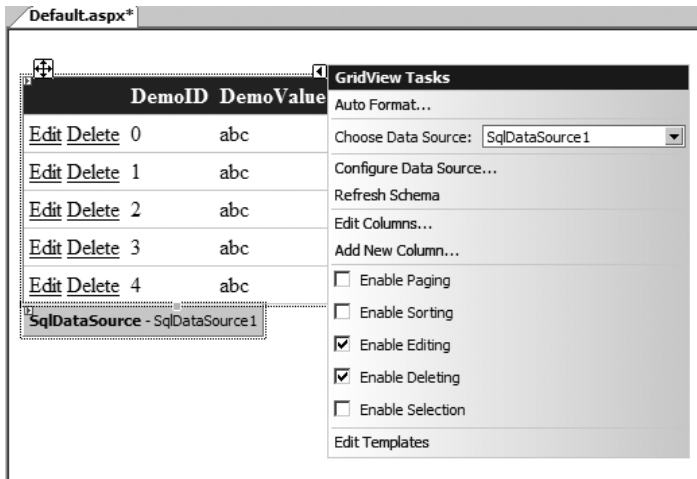 Default.aspx*
DemoID DemoValue
Edit Delete 0 abc
Edit Delete 1 abc
Edit Delete 2 abc
Edit Delete 3 abc
Edit Delete 4 abc
SqlDataSource - SqlDataSource1
GridView Tasks
Auto Format...
Choose Data Source: SqlDataSource1
Configure Data Source...
Refresh Schema
Edit Columns...
Add New Column...
Enable Paging
Enable Sorting
Enable Editing
Enable Deleting
Enable Selection
Edit Templates